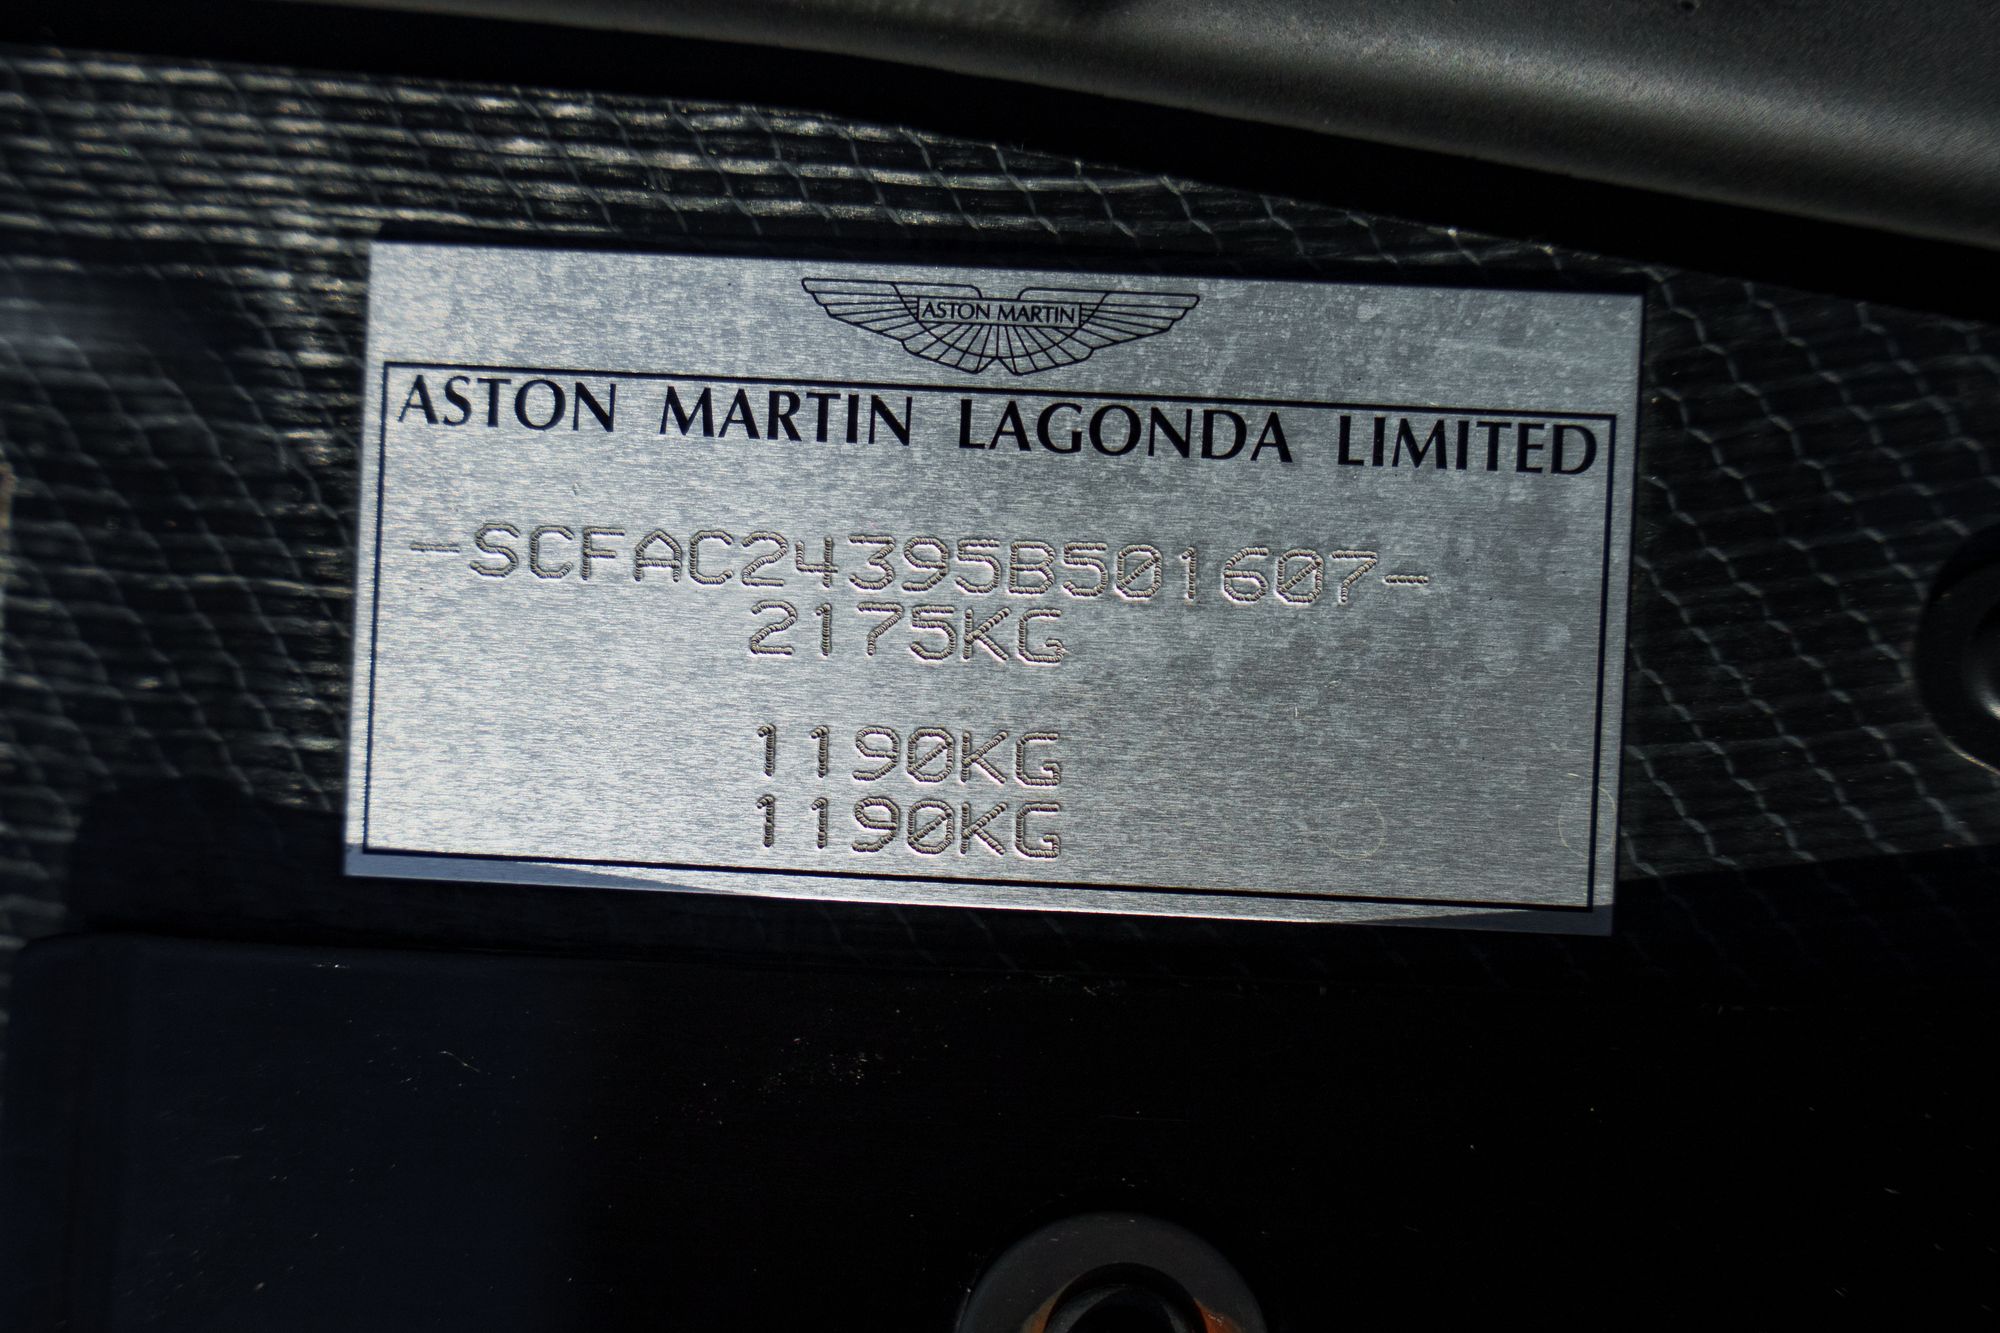 ASTON MARTIN
ASTON MARTIN LAGONDA LIMITED
-SCFAC24395B501607-
2175KG
1190KG
1190KG